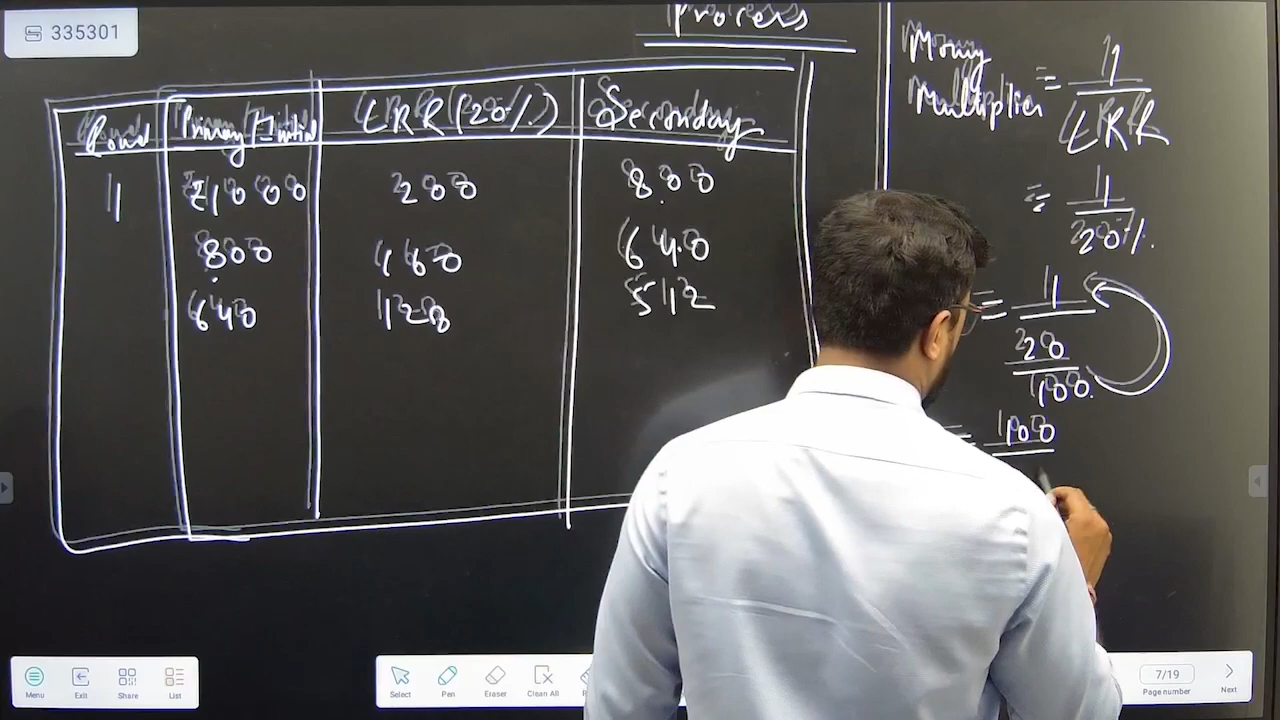 335301
Process
Round Primary/Initial LRR (20%) Secondary
1 ₹1000 200 800
800 160 640
640 128 512
Money
Multiplier = 1/LRR
= 1/20%
= 1/20/100
= 100
Menu Exit Share List
Select Pen Eraser Clean All
7/19
Page number
Next